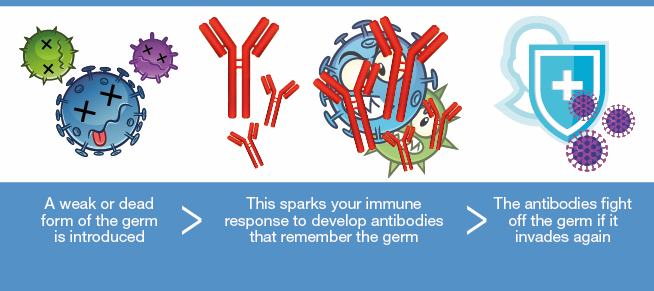 A weak or dead
form of the germ
is introduced
This sparks your immune
response to develop antibodies
that remember the germ
The antibodies fight
off the germ if it
invades again